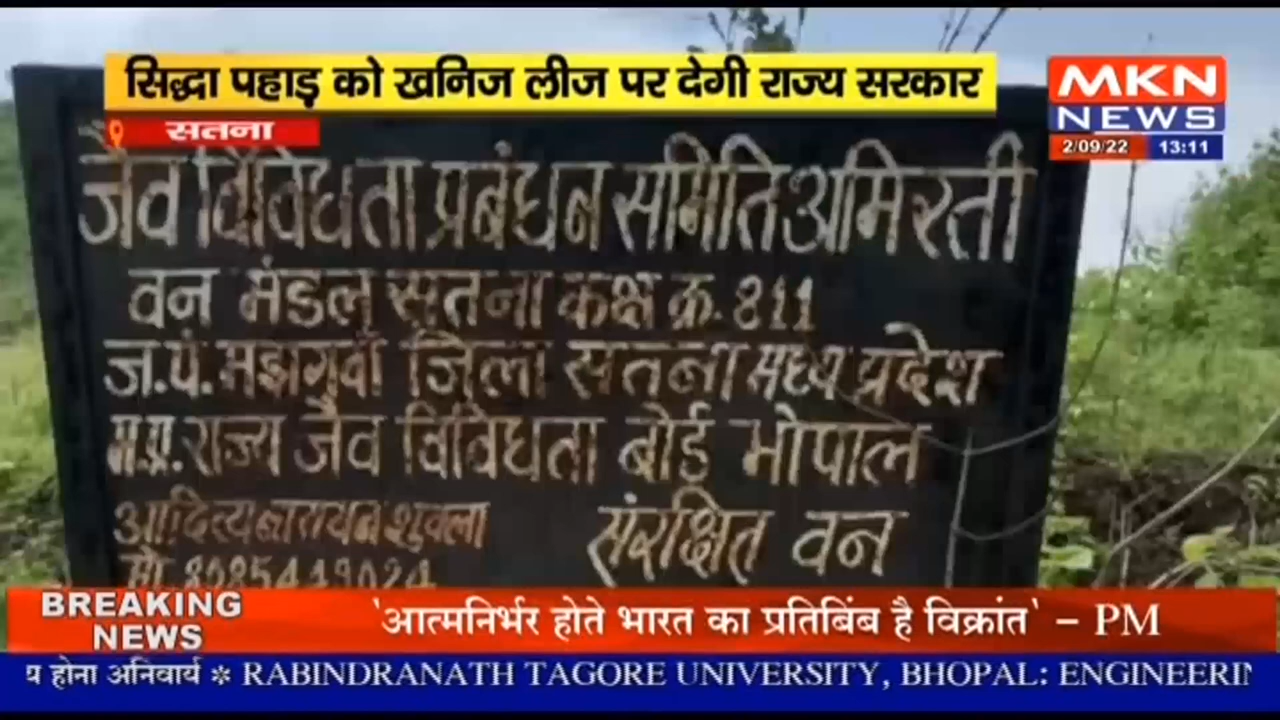 सिद्धा पहाड़ को खनिज लीज पर देगी राज्य सरकार
MKN
NEWS
2/09/22 13:11
सतना
जैव विविधता प्रबंधन समिति अमिरती
वन मंडल सतना कक्ष क्र. 811
ज.पं. मझगवां जिला सतना मध्य प्रदेश
म.प्र. राज्य जैव विविधता बोर्ड भोपाल
आदित्य नारायन शुक्ला
संरक्षित वन
मो.
BREAKING
NEWS
'आत्मनिर्भर होते भारत का प्रतिबिंब है विक्रांत' – PM
य होना अनिवार्य * RABINDRANATH TAGORE UNIVERSITY, BHOPAL: ENGINEERIN